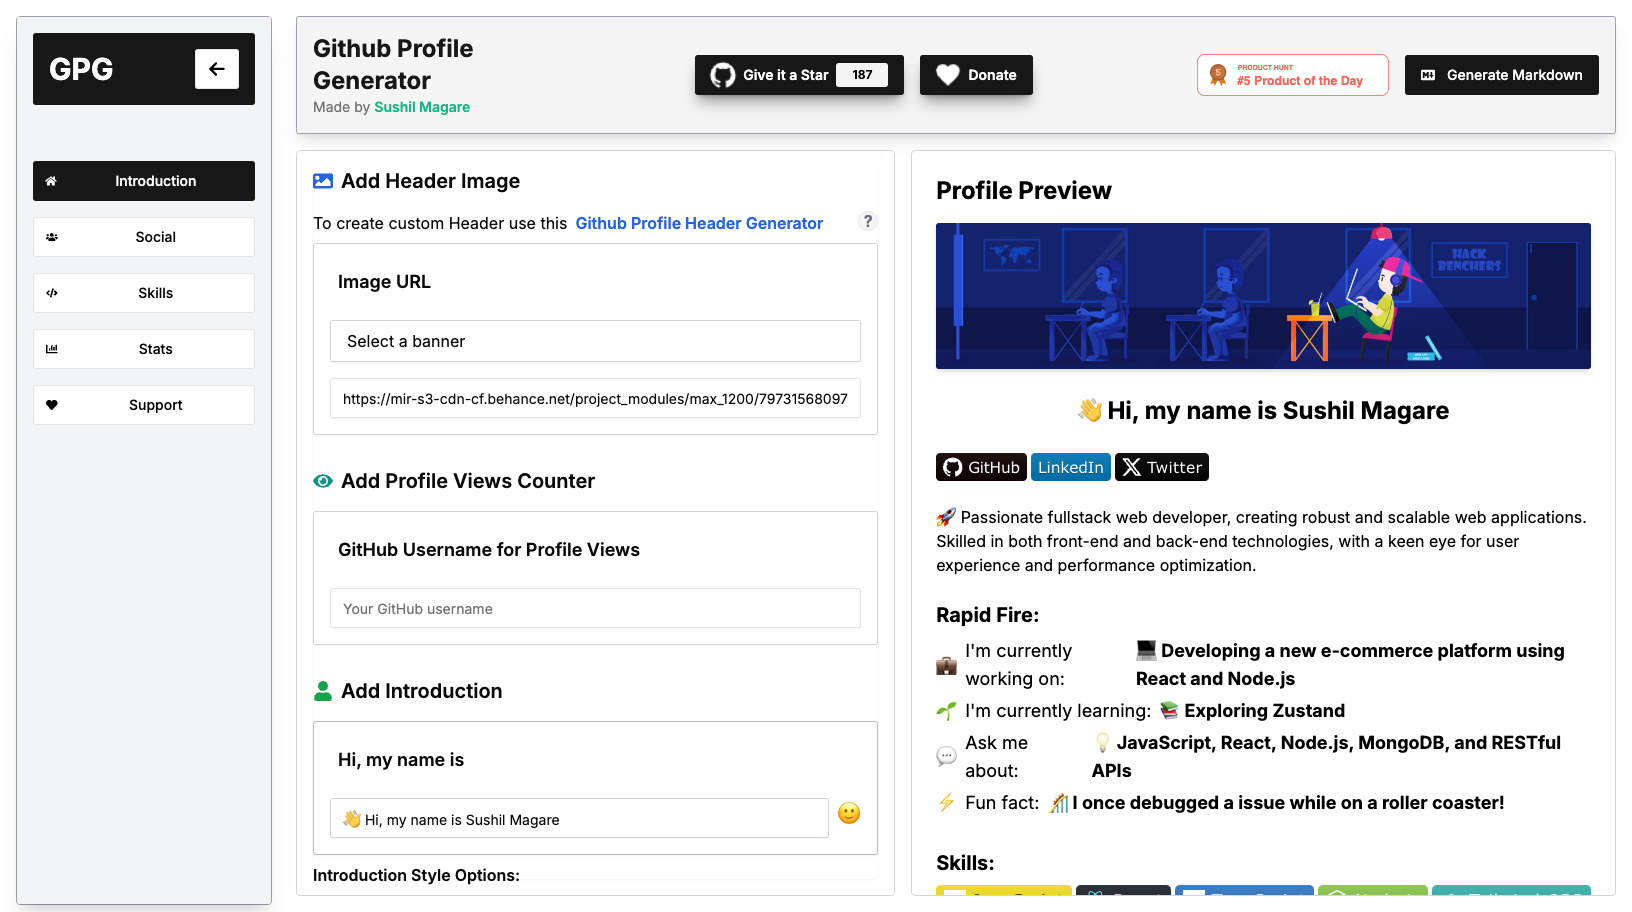 GPG
Introduction
Social
Skills
Stats
Support
Github Profile
Generator
Made by Sushil Magare
Give it a Star 187
Donate
PRODUCT HUNT
#5 Product of the Day
Generate Markdown
Add Header Image
To create custom Header use this Github Profile Header Generator
?
Image URL
Select a banner
https://mir-s3-cdn-cf.behance.net/project_modules/max_1200/79731568097
Add Profile Views Counter
GitHub Username for Profile Views
Your GitHub username
Add Introduction
Hi, my name is
👋 Hi, my name is Sushil Magare
Introduction Style Options:
Profile Preview
HACK
BENCHERS
👋 Hi, my name is Sushil Magare
GitHub
LinkedIn
Twitter
🚀 Passionate fullstack web developer, creating robust and scalable web applications.
Skilled in both front-end and back-end technologies, with a keen eye for user
experience and performance optimization.
Rapid Fire:
💼 I'm currently working on: 💻 Developing a new e-commerce platform using React and Node.js
🌱 I'm currently learning: 📚 Exploring Zustand
💬 Ask me about: 💡 JavaScript, React, Node.js, MongoDB, and RESTful APIs
⚡ Fun fact: 🎢 I once debugged a issue while on a roller coaster!
Skills: